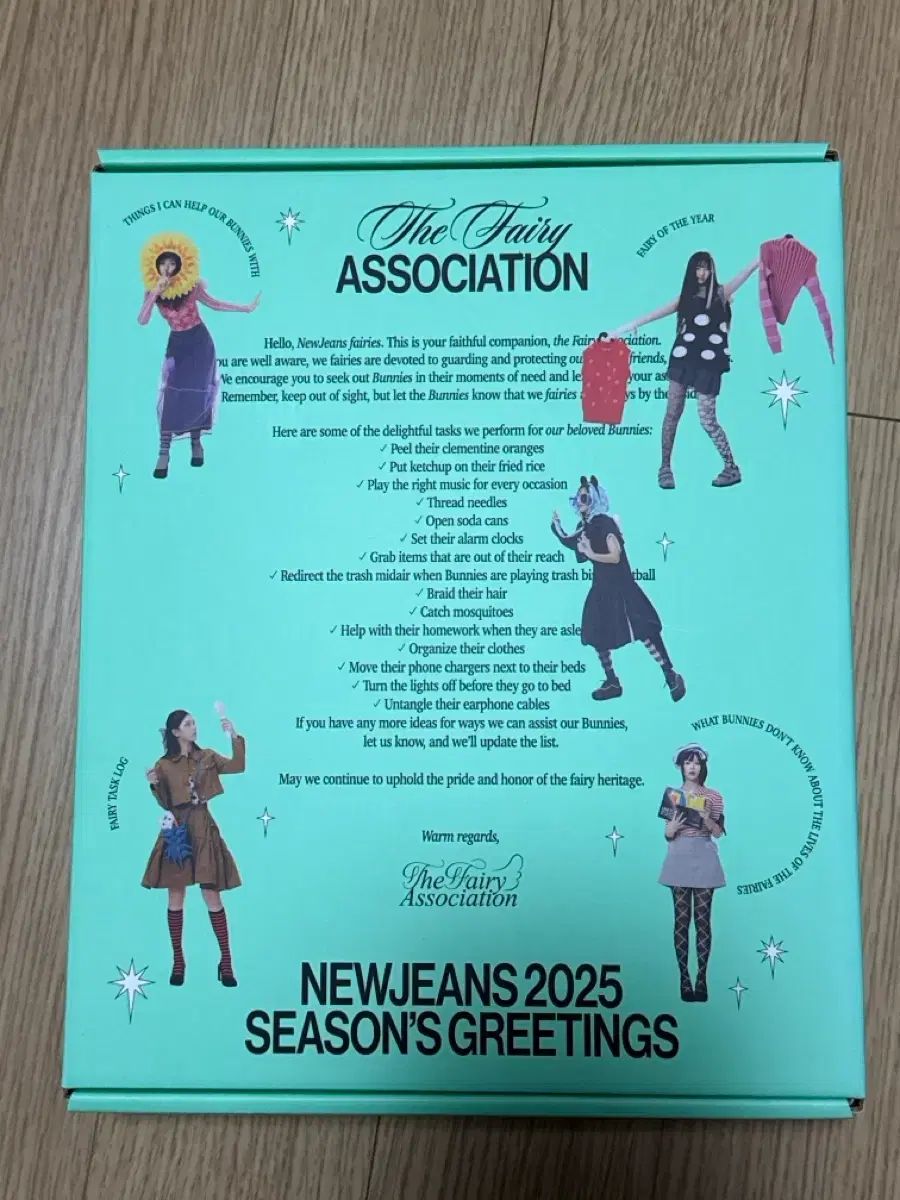 THINGS I CAN HELP OUR BUNNIES WITH
The Fairy
ASSOCIATION
FAIRY OF THE YEAR
Hello, NewJeans fairies. This is your faithful companion, the Fairy
are well aware, we fairies are devoted to guarding and protecting friends,
We encourage you to seek out Bunnies in their moments of need and your
Remember, keep out of sight, but let the Bunnies know that we fairies by
Here are some of the delightful tasks we perform for our beloved Bunnies:
✓ Peel their clementine oranges
✓ Put ketchup on their fried rice
✓ Play the right music for every occasion
✓ Thread needles
✓ Open soda cans
✓ Set their alarm clocks
✓ Grab items that are out of their reach
✓ Redirect the trash midair when Bunnies are playing trash
✓ Braid their hair
✓ Catch mosquitoes
✓ Help with their homework when they are
✓ Organize their clothes
✓ Move their phone chargers next to their beds
✓ Turn the lights off before they go to bed
✓ Untangle their earphone cables
If you have any more ideas for ways we can assist our Bunnies,
let us know, and we'll update the list.
May we continue to uphold the pride and honor of the fairy heritage.
FAIRY TASK LOG
WHAT BUNNIES DON'T KNOW ABOUT THE LIVES OF THE FAIRIES
Warm regards,
The Fairy
Association
NEWJEANS 2025
SEASON'S GREETINGS